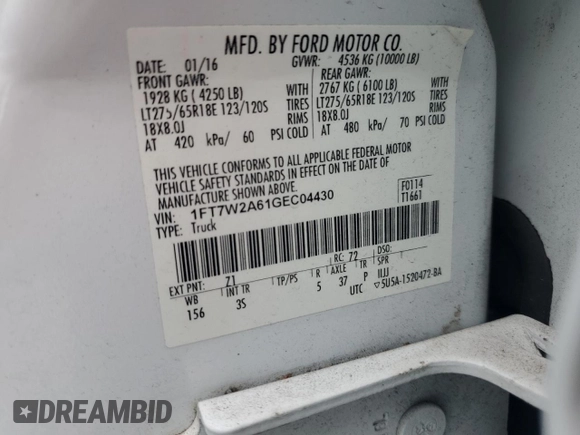 MFD. BY FORD MOTOR CO.
DATE: 01/16 GVWR: 4536 KG (10000 LB)
FRONT GAWR: REAR GAWR:
1928 KG ( 4250 LB) 2767 KG ( 6100 LB)
LT275/65R18E 123/120S TIRES LT275/65R18E 123/120S TIRES
18X8.0J RIMS 18X8.0J RIMS
AT 420 kPa/ 60 PSI COLD AT 480 kPa/ 70 PSI COLD
THIS VEHICLE CONFORMS TO ALL APPLICABLE FEDERAL MOTOR
VEHICLE SAFETY STANDARDS IN EFFECT ON THE DATE OF
MANUFACTURE SHOWN ABOVE.
VIN: 1FT7W2A61GEC04430 F0114
TYPE: Truck T1661
EXT PNT: Z1 RC: 72 DSO:
WB INT TR TP/PS R AXLE TR SPR
156 3S 5 37 P IIJJ
UTC ▽5U5A-1520472-BA
DREAMBID